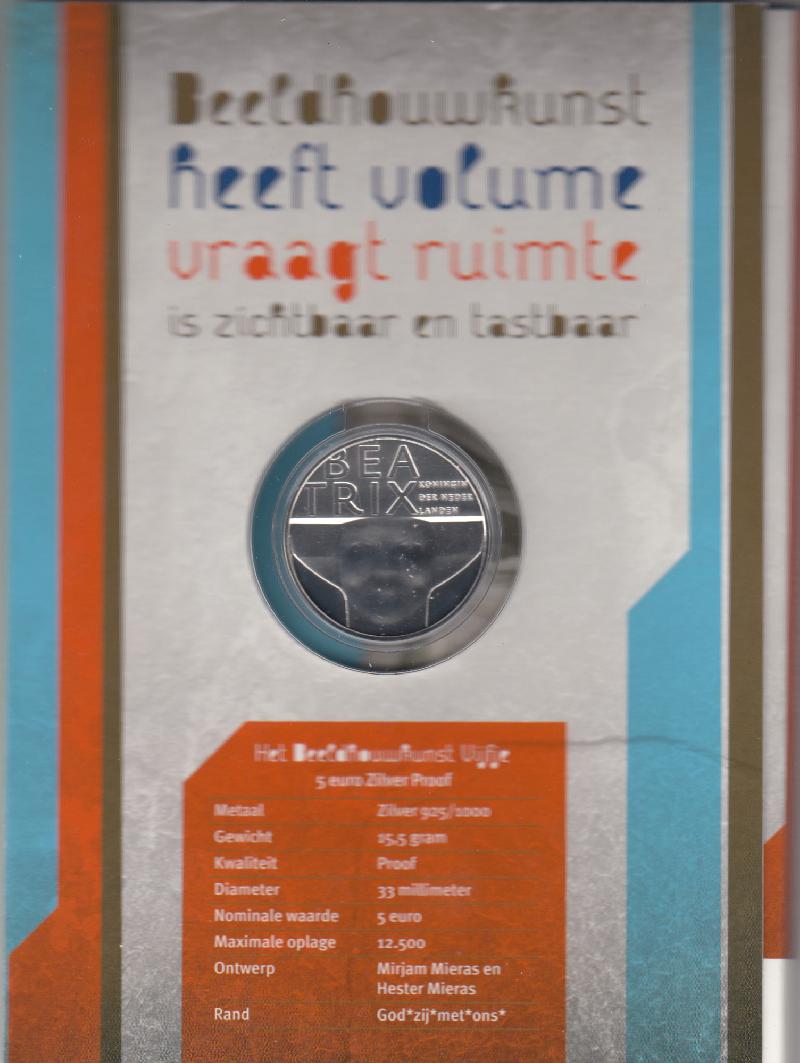 Beeldhouwkunst
heeft volume
vraagt ruimte
is zichtbaar en tastbaar
BEA
TRIX
KONINGIN
DER NEDER
LANDEN
Het Beeldhouwkunst Vijfje
5 euro Zilver Proof
Metaal Zilver 925/1000
Gewicht 15,5 gram
Kwaliteit Proof
Diameter 33 millimeter
Nominale waarde 5 euro
Maximale oplage 12.500
Ontwerp Mirjam Mieras en
Hester Mieras
Rand God*zij*met*ons*